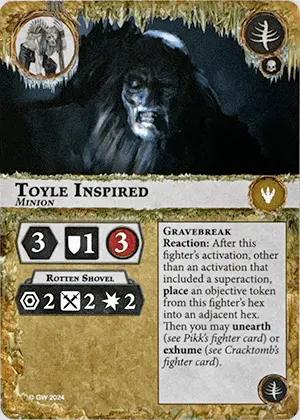 Toyle Inspired
Minion
3 1 3
Rotten Shovel
2 2 2
Gravebreak
Reaction: After this
fighter's activation, other
than an activation that
included a superaction,
place an objective token
from this fighter's hex
into an adjacent hex.
Then you may unearth
(see Pikk's fighter card) or
exhume (see Cracktomb's
fighter card).
© GW 2024